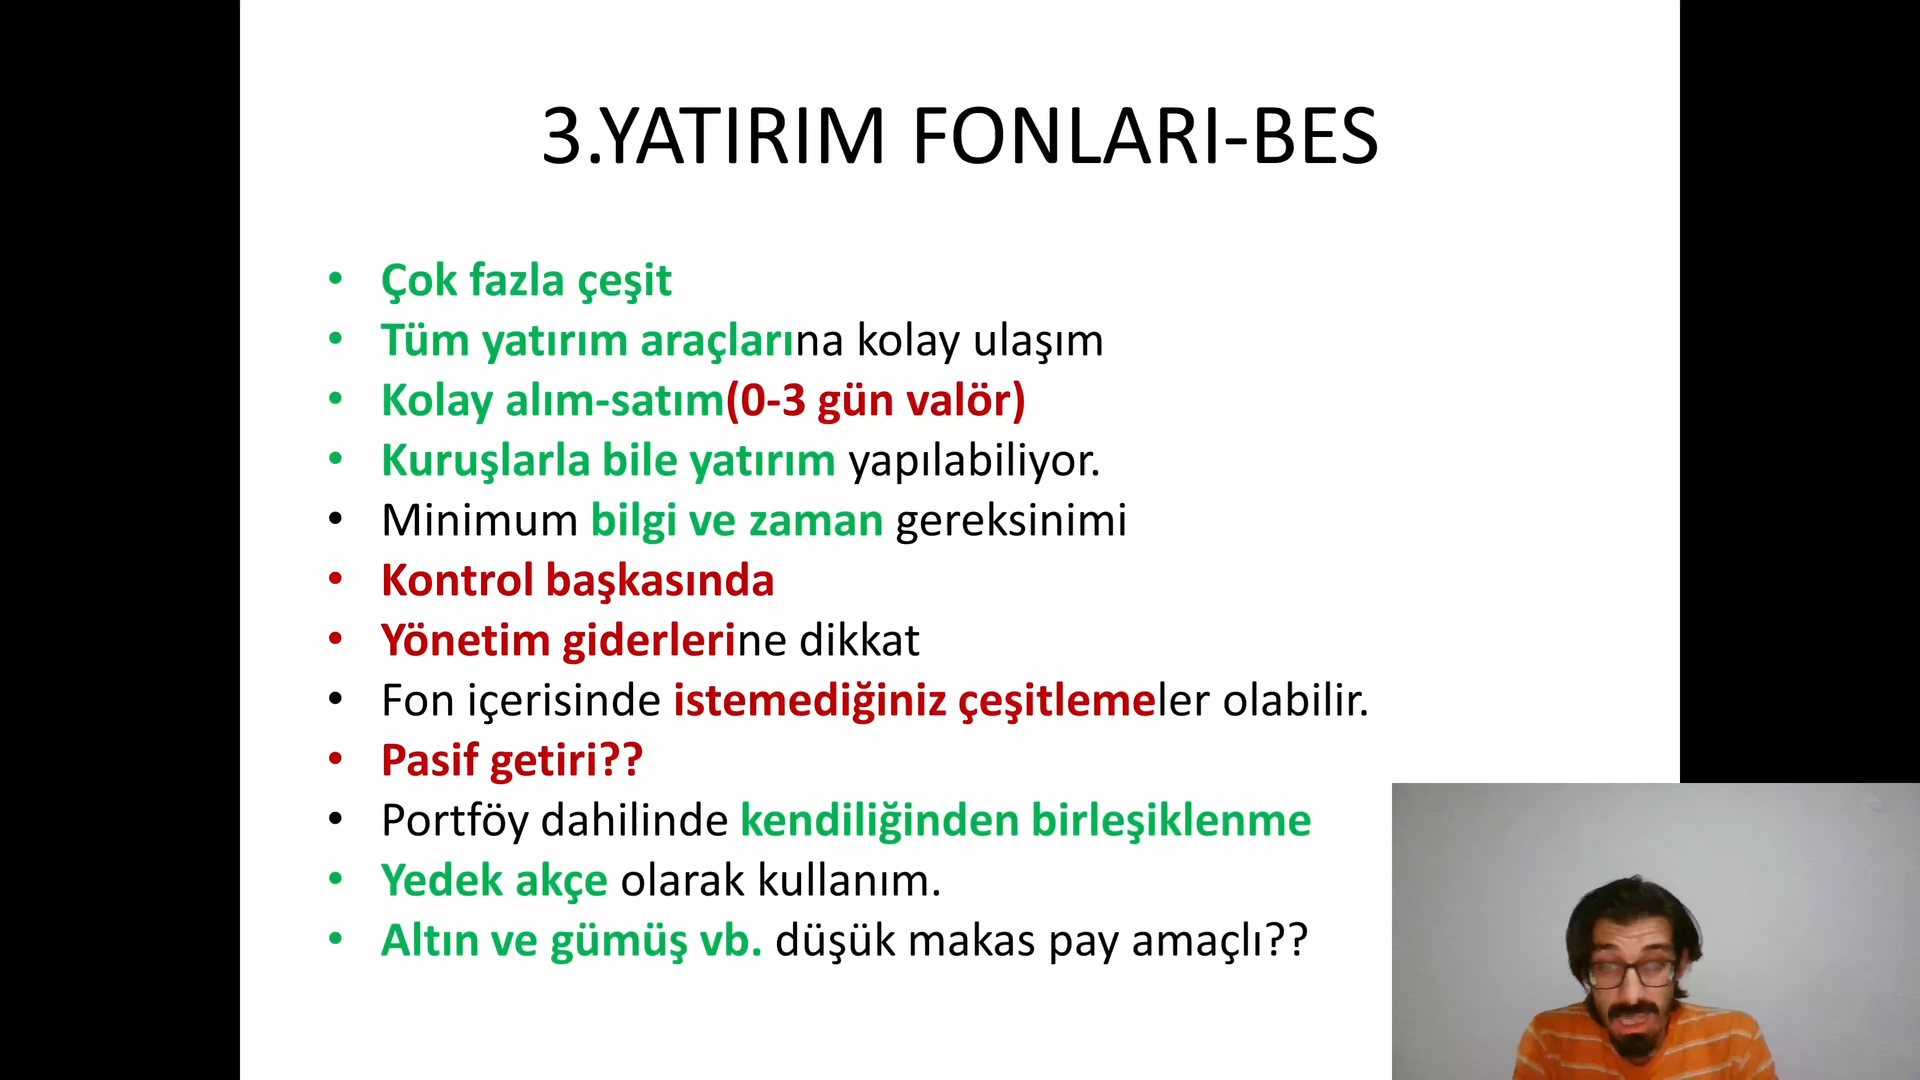 3.YATIRIM FONLARI-BES
• Çok fazla çeşit
• Tüm yatırım araçlarına kolay ulaşım
• Kolay alım-satım(0-3 gün valör)
• Kuruşlarla bile yatırım yapılabiliyor.
• Minimum bilgi ve zaman gereksinimi
• Kontrol başkasında
• Yönetim giderlerine dikkat
• Fon içerisinde istemediğiniz çeşitlemeler olabilir.
• Pasif getiri??
• Portföy dahilinde kendiliğinden birleşiklenme
• Yedek akçe olarak kullanım.
• Altın ve gümüş vb. düşük makas pay amaçlı??